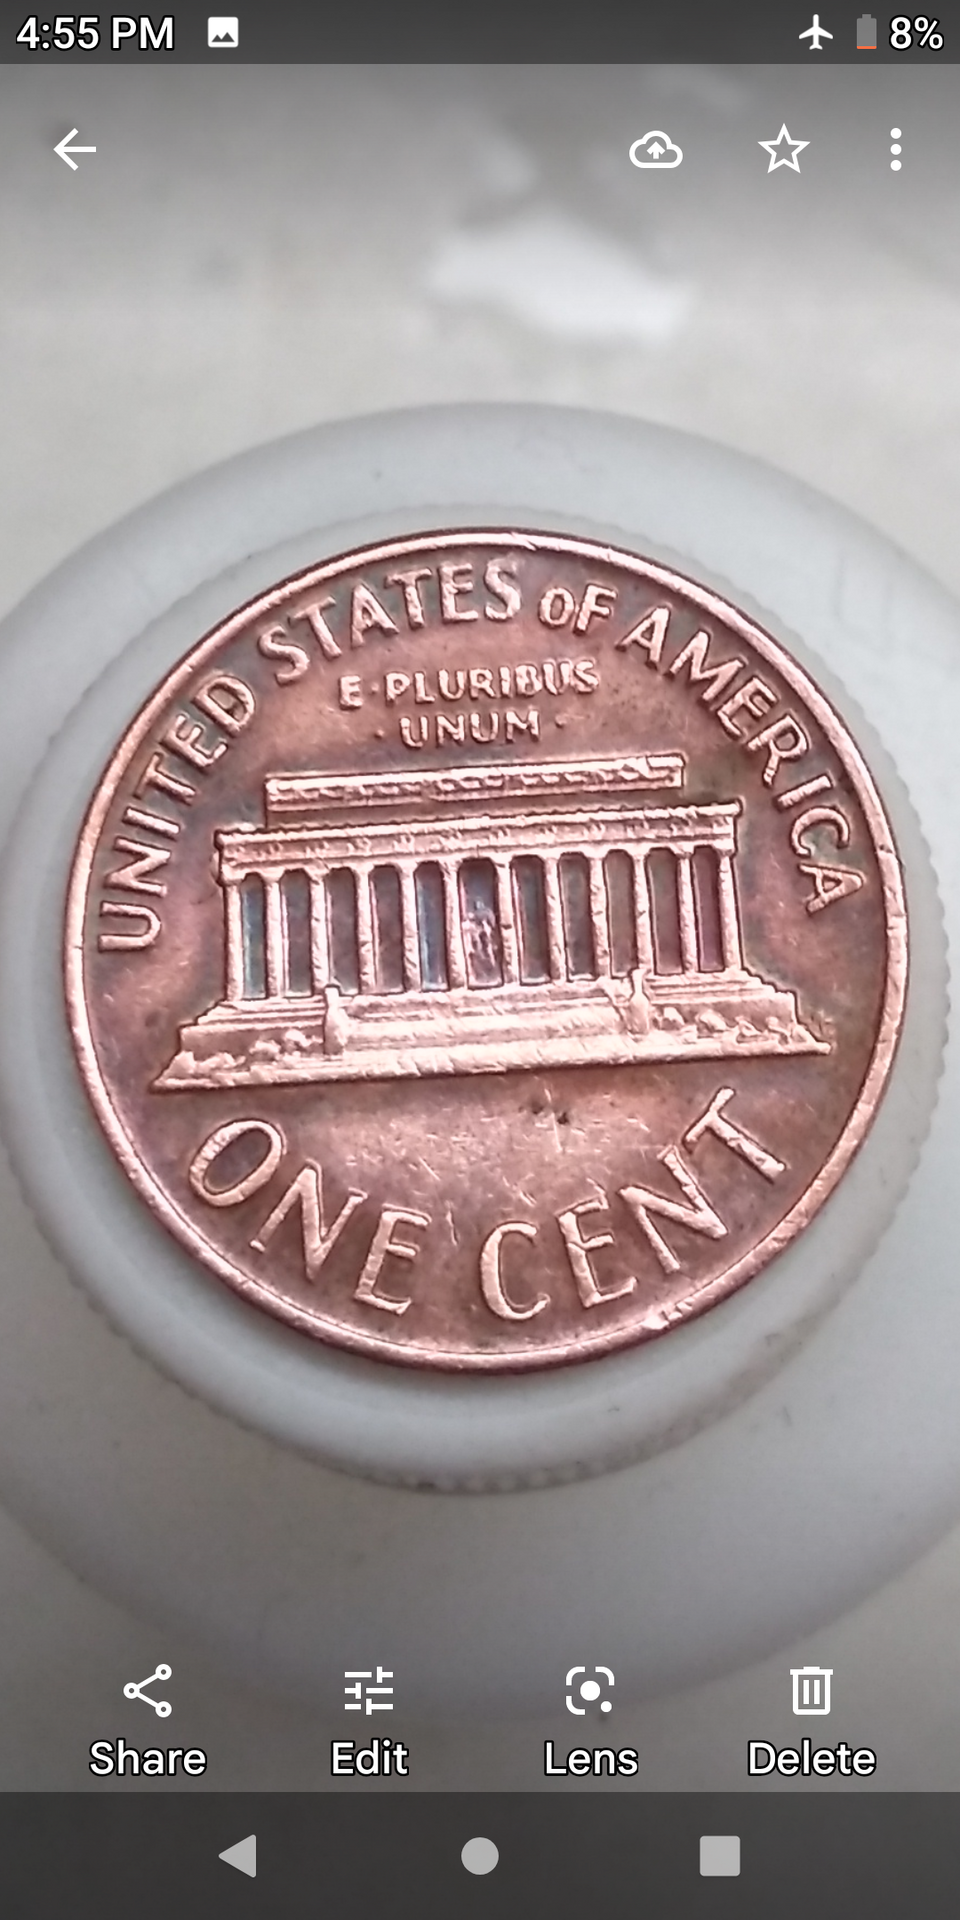 4:55 PM 8%
UNITED STATES OF AMERICA
E·PLURIBUS
·UNUM·
ONE CENT
Share Edit Lens Delete